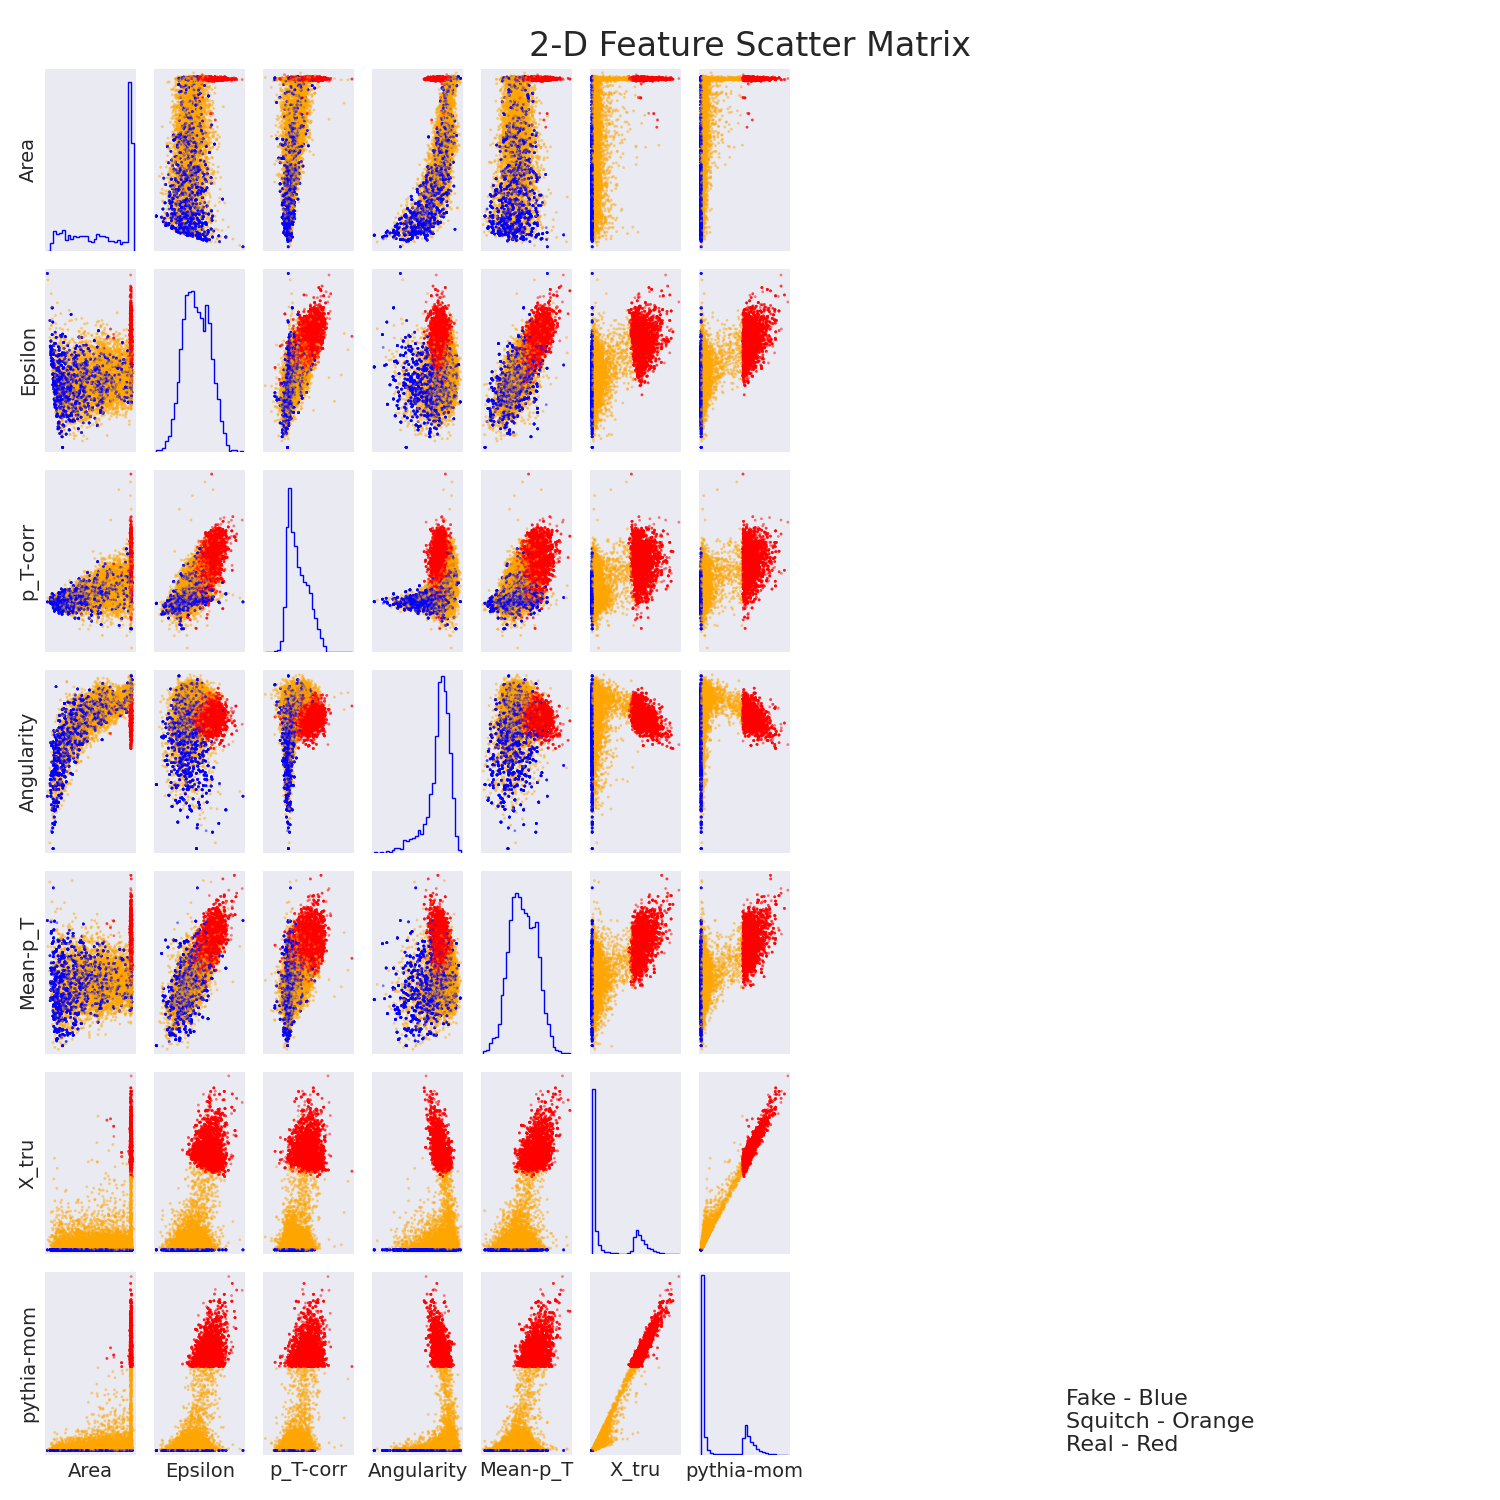 2-D Feature Scatter Matrix
Area
Epsilon
p_T-corr
Angularity
Mean-p_T
X_tru
pythia-mom
Area
Epsilon
p_T-corr
Angularity
Mean-p_T
X_tru
pythia-mom
Fake - Blue
Squitch - Orange
Real - Red